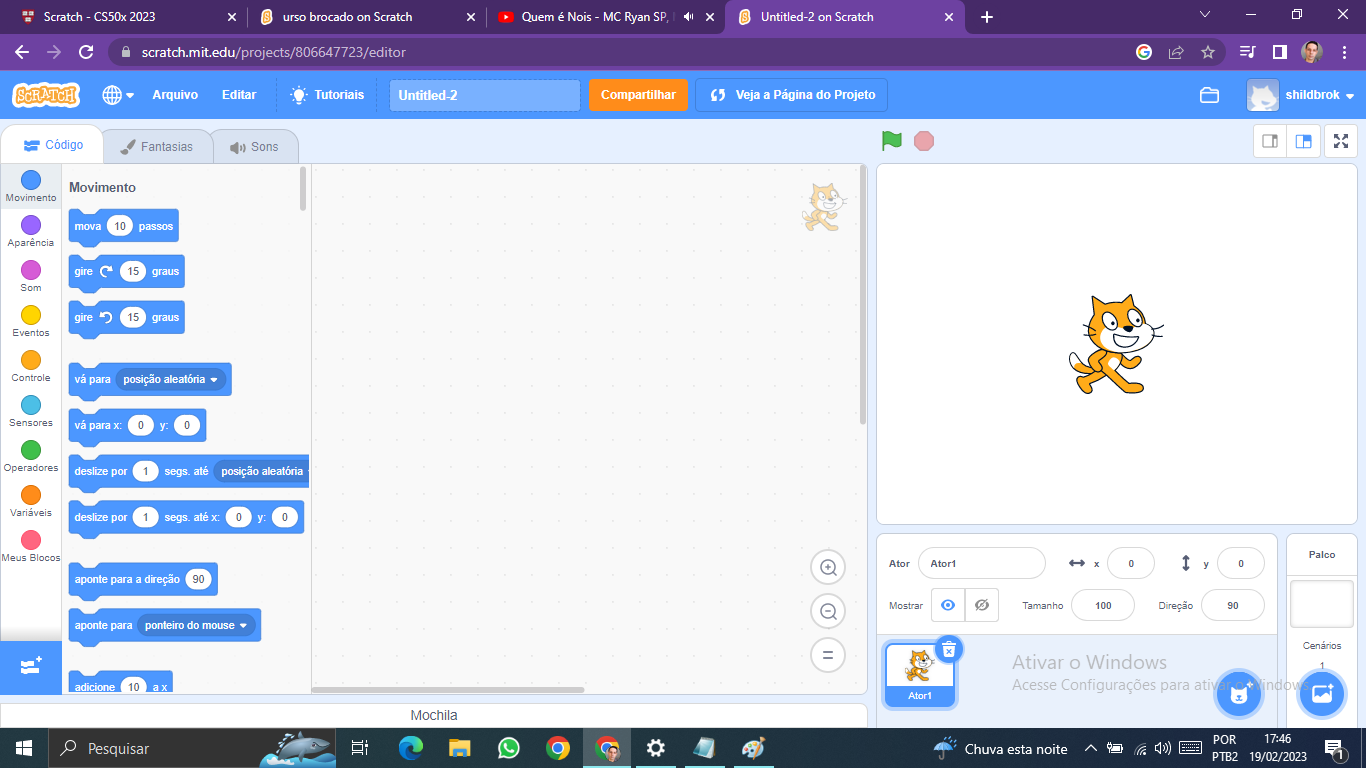 Scratch - CS50x 2023
urso brocado on Scratch
Quem é Nois - MC Ryan SP,
Untitled-2 on Scratch
scratch.mit.edu/projects/806647723/editor
SCRATCH
Arquivo
Editar
Tutoriais
Untitled-2
Compartilhar
Veja a Página do Projeto
shildbrok
Código
Fantasias
Sons
Movimento
Aparência
Som
Eventos
Controle
Sensores
Operadores
Variáveis
Meus Blocos
Movimento
mova 10 passos
gire 15 graus
gire 15 graus
vá para posição aleatória
vá para x: 0 y: 0
deslize por 1 segs. até posição aleatória
deslize por 1 segs. até x: 0 y: 0
aponte para a direção 90
aponte para ponteiro do mouse
adicione 10 a x
Mochila
Ator Ator1 x 0 y 0
Mostrar Tamanho 100 Direção 90
Ator1
Palco
Cenários
1
Ativar o Windows
Acesse Configurações para ativar o Windows.
Pesquisar
Chuva esta noite
POR
PTB2
17:46
19/02/2023
1